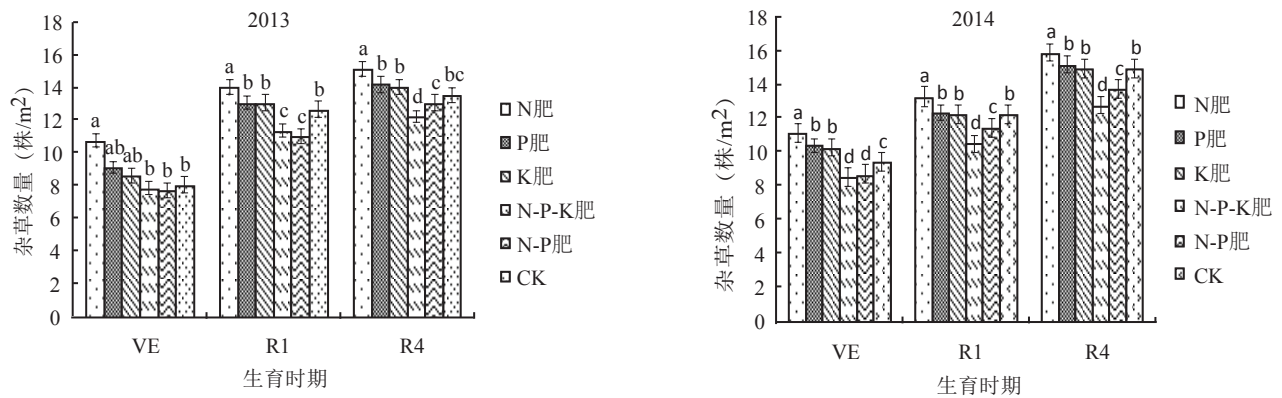 2013
杂草数量（株/m²）
18
16
14
12
10
8
6
4
2
0
a ab ab b b b
a b b c c b
a b b d c bc
VE R1 R4
生育时期
N肥
P肥
K肥
N-P-K肥
N-P肥
CK
2014
杂草数量（株/m²）
18
16
14
12
10
8
6
4
2
0
a b b d d c
a b b d c b
a b b d c b
VE R1 R4
生育时期
N肥
P肥
K肥
N-P-K肥
N-P肥
CK